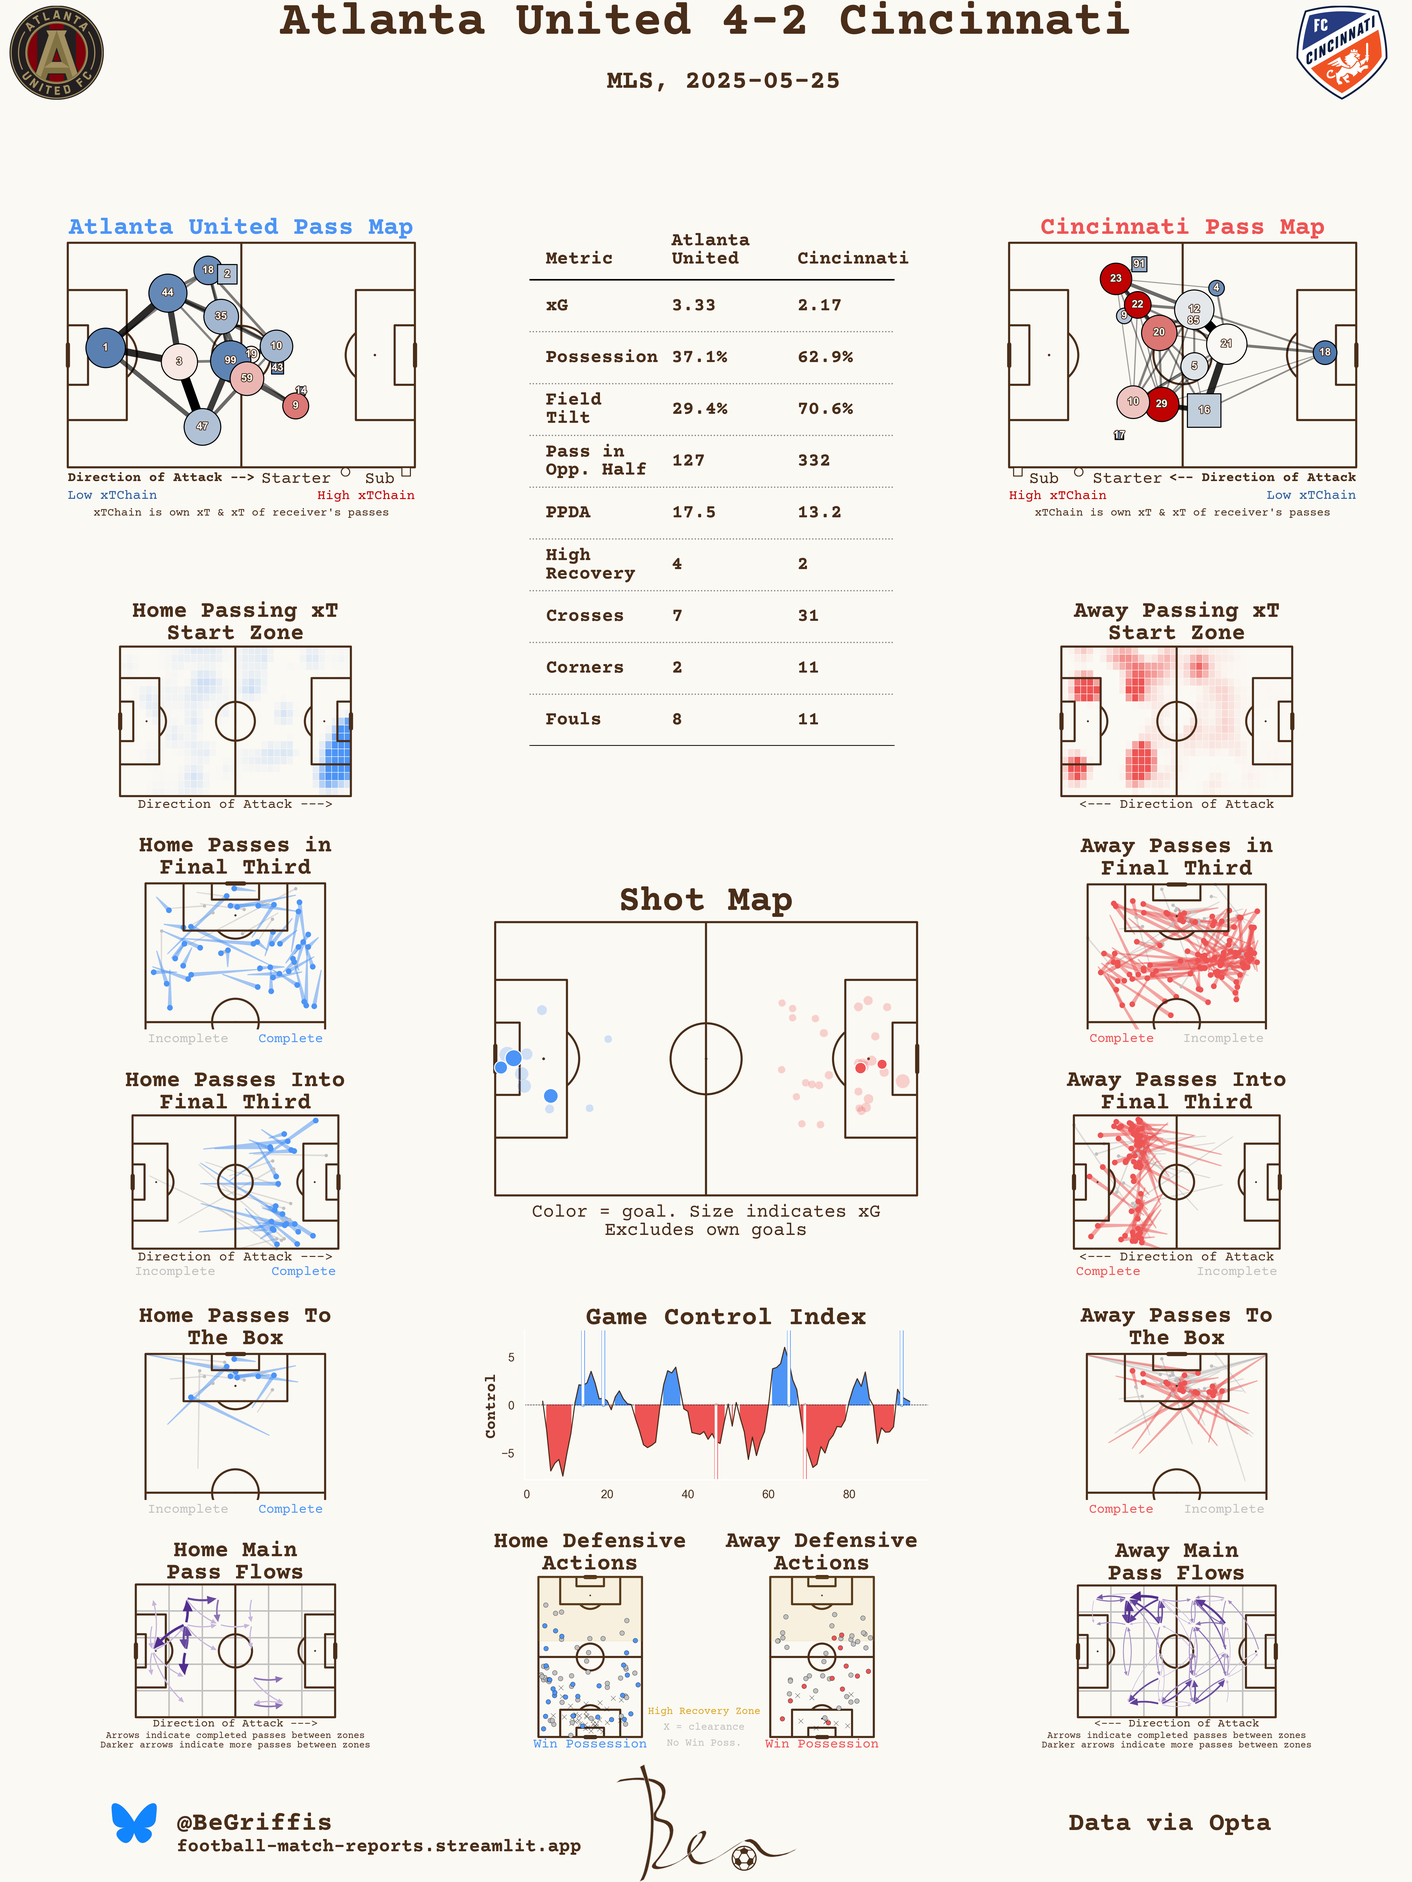 Atlanta United 4-2 Cincinnati
MLS, 2025-05-25
ATLANTA
UNITED FC
FC
CINCINNATI
Atlanta United Pass Map
18
2
44
35
1
3
99
19
10
43
59
14
9
47
Direction of Attack --> Starter Sub
Low xTChain High xTChain
xTChain is own xT & xT of receiver's passes
Metric Atlanta United Cincinnati
xG 3.33 2.17
Possession 37.1% 62.9%
Field Tilt 29.4% 70.6%
Pass in Opp. Half 127 332
PPDA 17.5 13.2
High Recovery 4 2
Crosses 7 31
Corners 2 11
Fouls 8 11
Cincinnati Pass Map
91
23
4
22
9
12
85
20
21
18
5
10
29
16
17
Sub Starter <-- Direction of Attack
High xTChain Low xTChain
xTChain is own xT & xT of receiver's passes
Home Passing xT
Start Zone
Direction of Attack --->
Away Passing xT
Start Zone
<--- Direction of Attack
Home Passes in
Final Third
Incomplete Complete
Away Passes in
Final Third
Complete Incomplete
Shot Map
Color = goal. Size indicates xG
Excludes own goals
Home Passes Into
Final Third
Direction of Attack --->
Incomplete Complete
Away Passes Into
Final Third
<--- Direction of Attack
Complete Incomplete
Home Passes To
The Box
Incomplete Complete
Game Control Index
Control
5
0
−5
0 20 40 60 80
Away Passes To
The Box
Complete Incomplete
Home Main
Pass Flows
Direction of Attack --->
Arrows indicate completed passes between zones
Darker arrows indicate more passes between zones
Home Defensive
Actions
Win Possession
Away Defensive
Actions
Win Possession
High Recovery Zone
X = clearance
No Win Poss.
Away Main
Pass Flows
<--- Direction of Attack
Arrows indicate completed passes between zones
Darker arrows indicate more passes between zones
@BeGriffis
football-match-reports.streamlit.app
Ben
Data via Opta